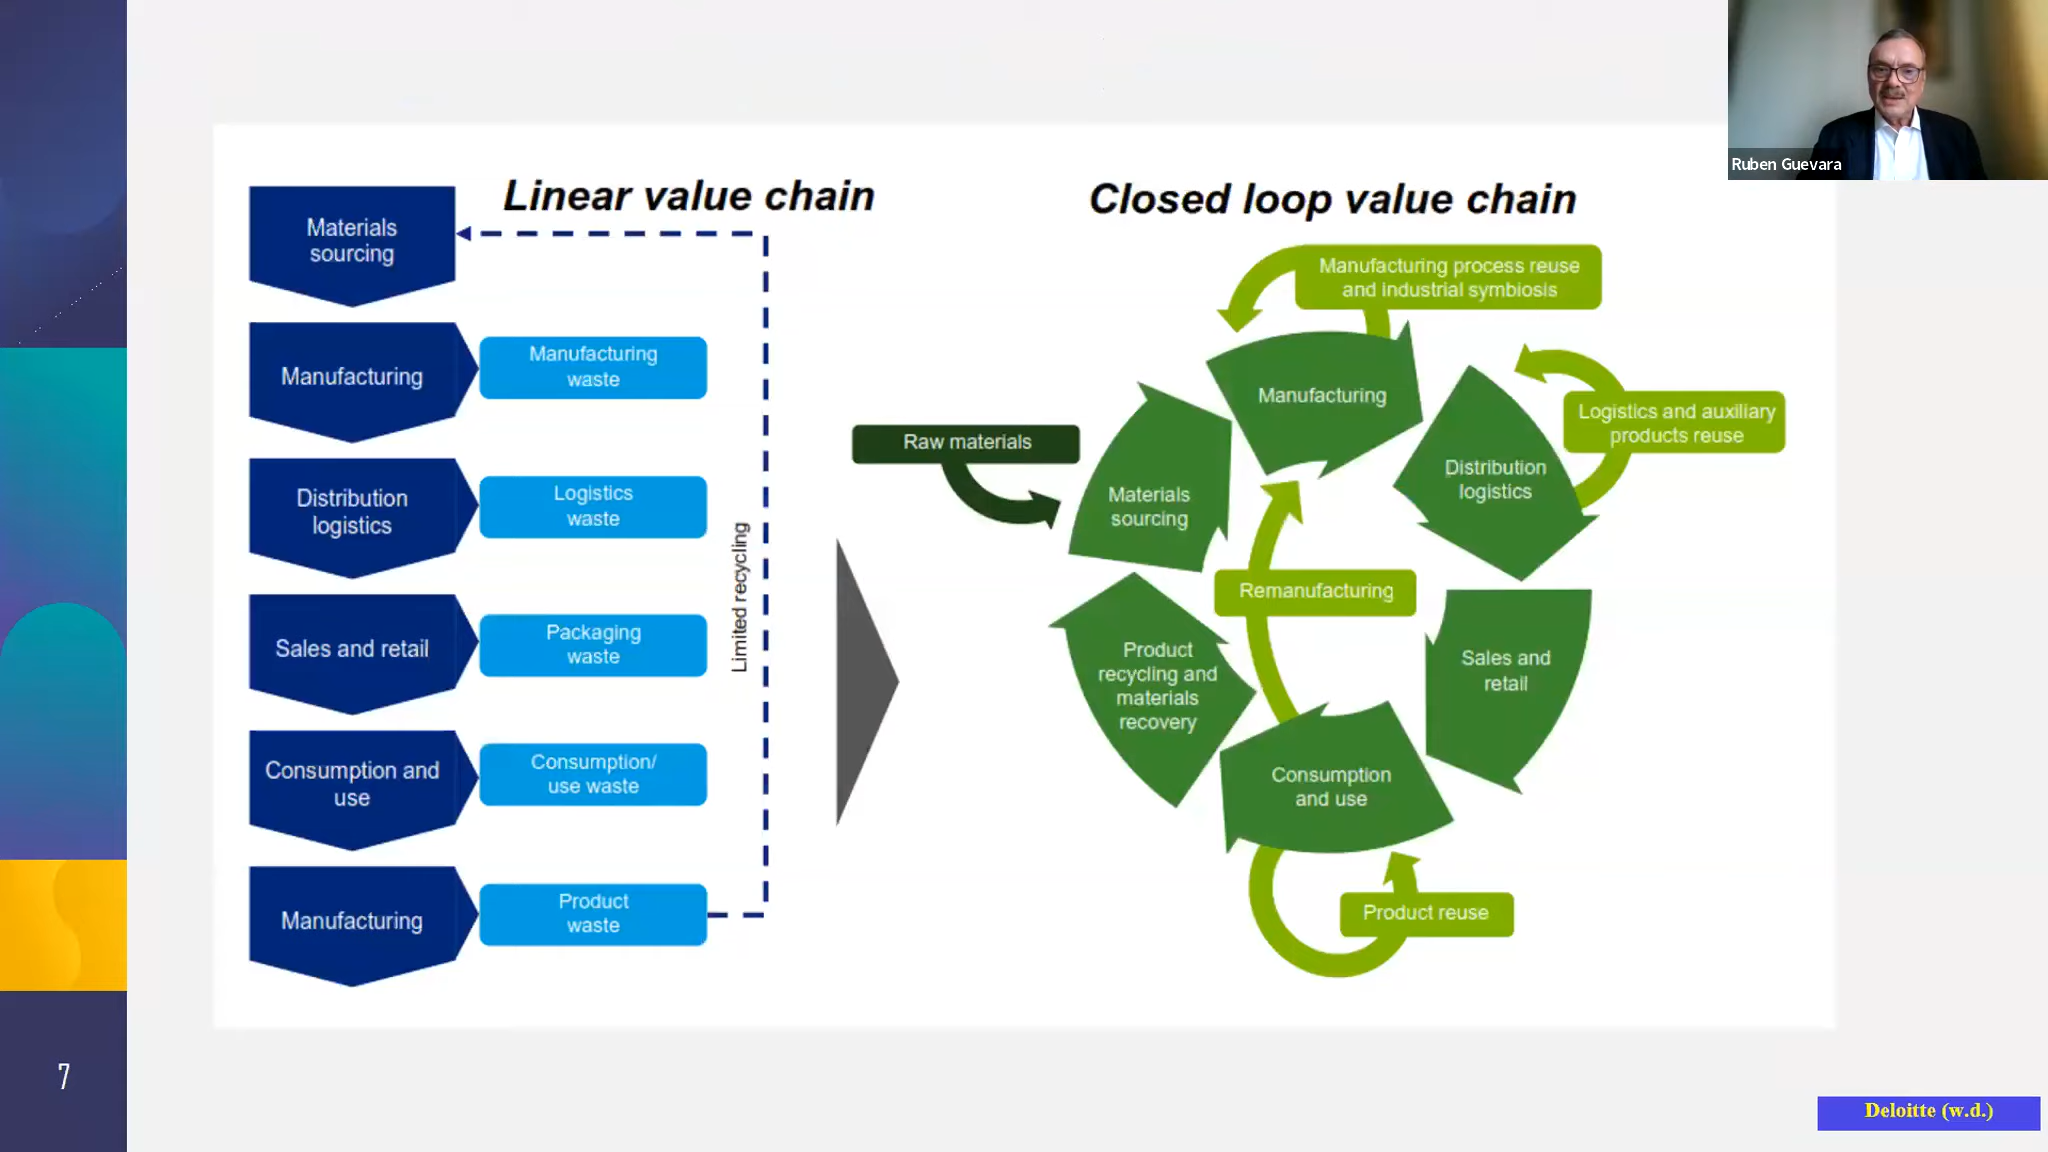 Ruben Guevara
Linear value chain
Materials
sourcing
Manufacturing
Manufacturing
waste
Distribution
logistics
Logistics
waste
Sales and retail
Packaging
waste
Consumption and
use
Consumption/
use waste
Manufacturing
Product
waste
Limited recycling
Closed loop value chain
Manufacturing process reuse
and industrial symbiosis
Manufacturing
Logistics and auxiliary
products reuse
Distribution
logistics
Raw materials
Materials
sourcing
Remanufacturing
Sales and
retail
Product
recycling and
materials
recovery
Consumption
and use
Product reuse
7
Deloitte (w.d.)